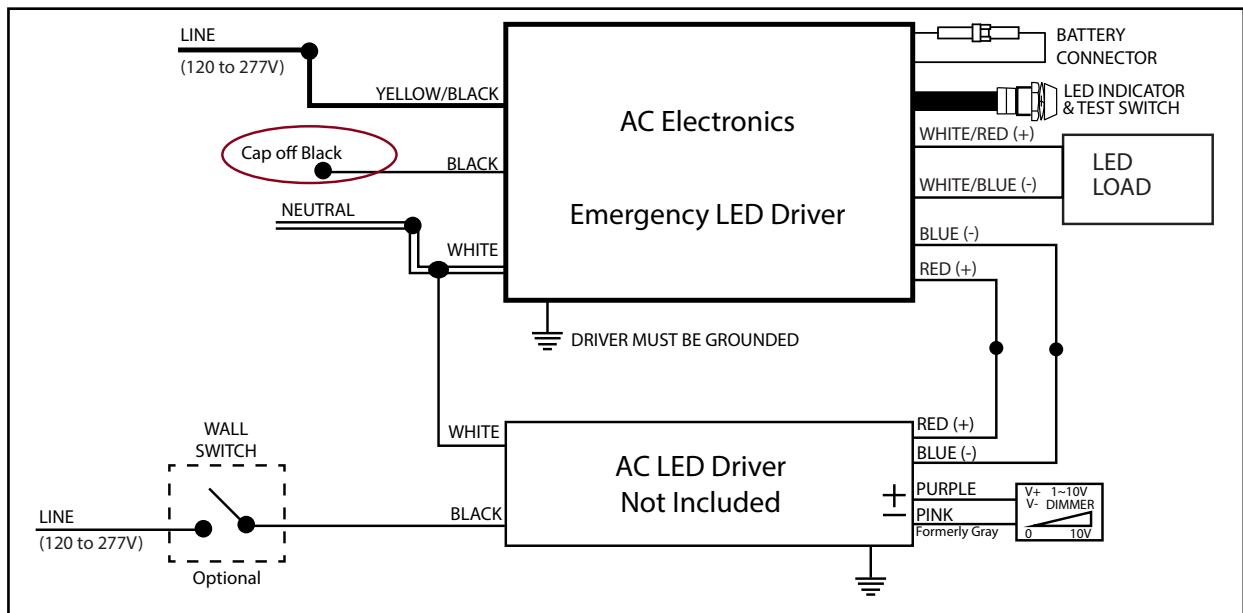 LINE
(120 to 277V)
YELLOW/BLACK
Cap off Black
BLACK
NEUTRAL
WHITE
AC Electronics
Emergency LED Driver
BATTERY
CONNECTOR
LED INDICATOR
& TEST SWITCH
WHITE/RED (+)
WHITE/BLUE (-)
LED
LOAD
BLUE (-)
RED (+)
DRIVER MUST BE GROUNDED
WHITE
WALL
SWITCH
LINE
(120 to 277V)
Optional
BLACK
AC LED Driver
Not Included
RED (+)
BLUE (-)
+
−
PURPLE
PINK
Formerly Gray
V+ 1~10V
V- DIMMER
0 10V